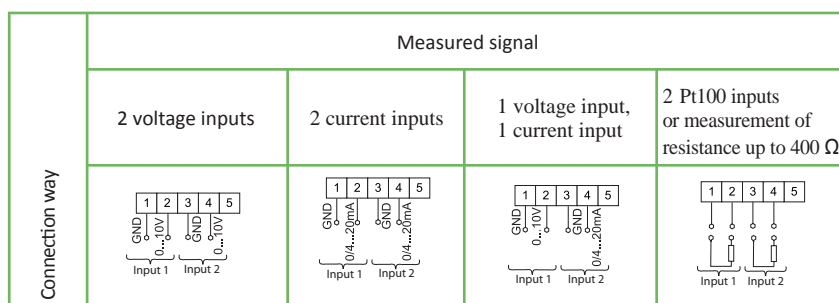 Measured signal
2 voltage inputs
2 current inputs
1 voltage input,
1 current input
2 Pt100 inputs
or measurement of
resistance up to 400 Ω
Connection way
1 2 3 4 5
GND
0...10V
GND
0...10V
Input 1 Input 2
1 2 3 4 5
GND
0/4...20mA
GND
0/4...20mA
Input 1 Input 2
1 2 3 4 5
GND
0...10V
GND
0/4...20mA
Input 1 Input 2
1 2 3 4 5
Input 1 Input 2